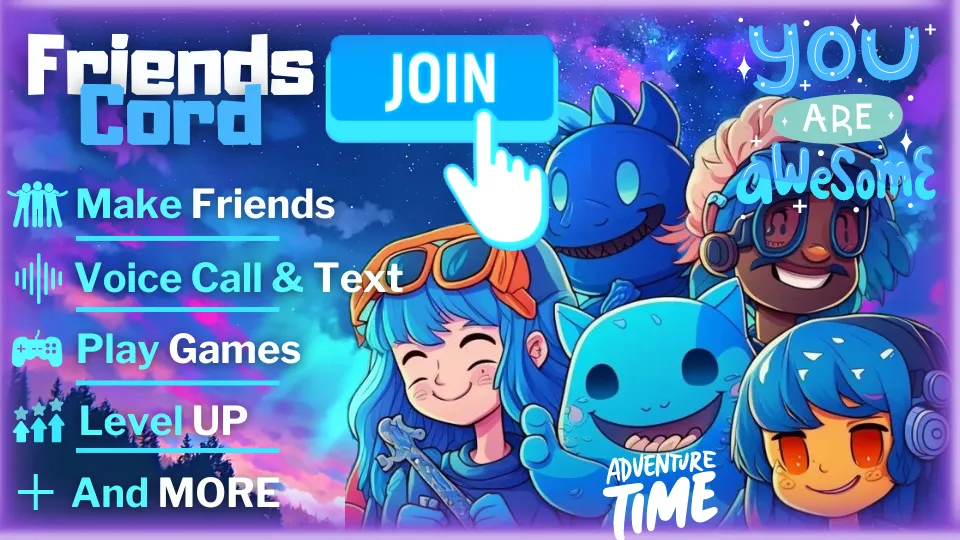 Friends
Cord
JOIN
YOU
ARE
AWESOME
Make Friends
Voice Call & Text
Play Games
Level UP
And MORE
ADVENTURE
TIME